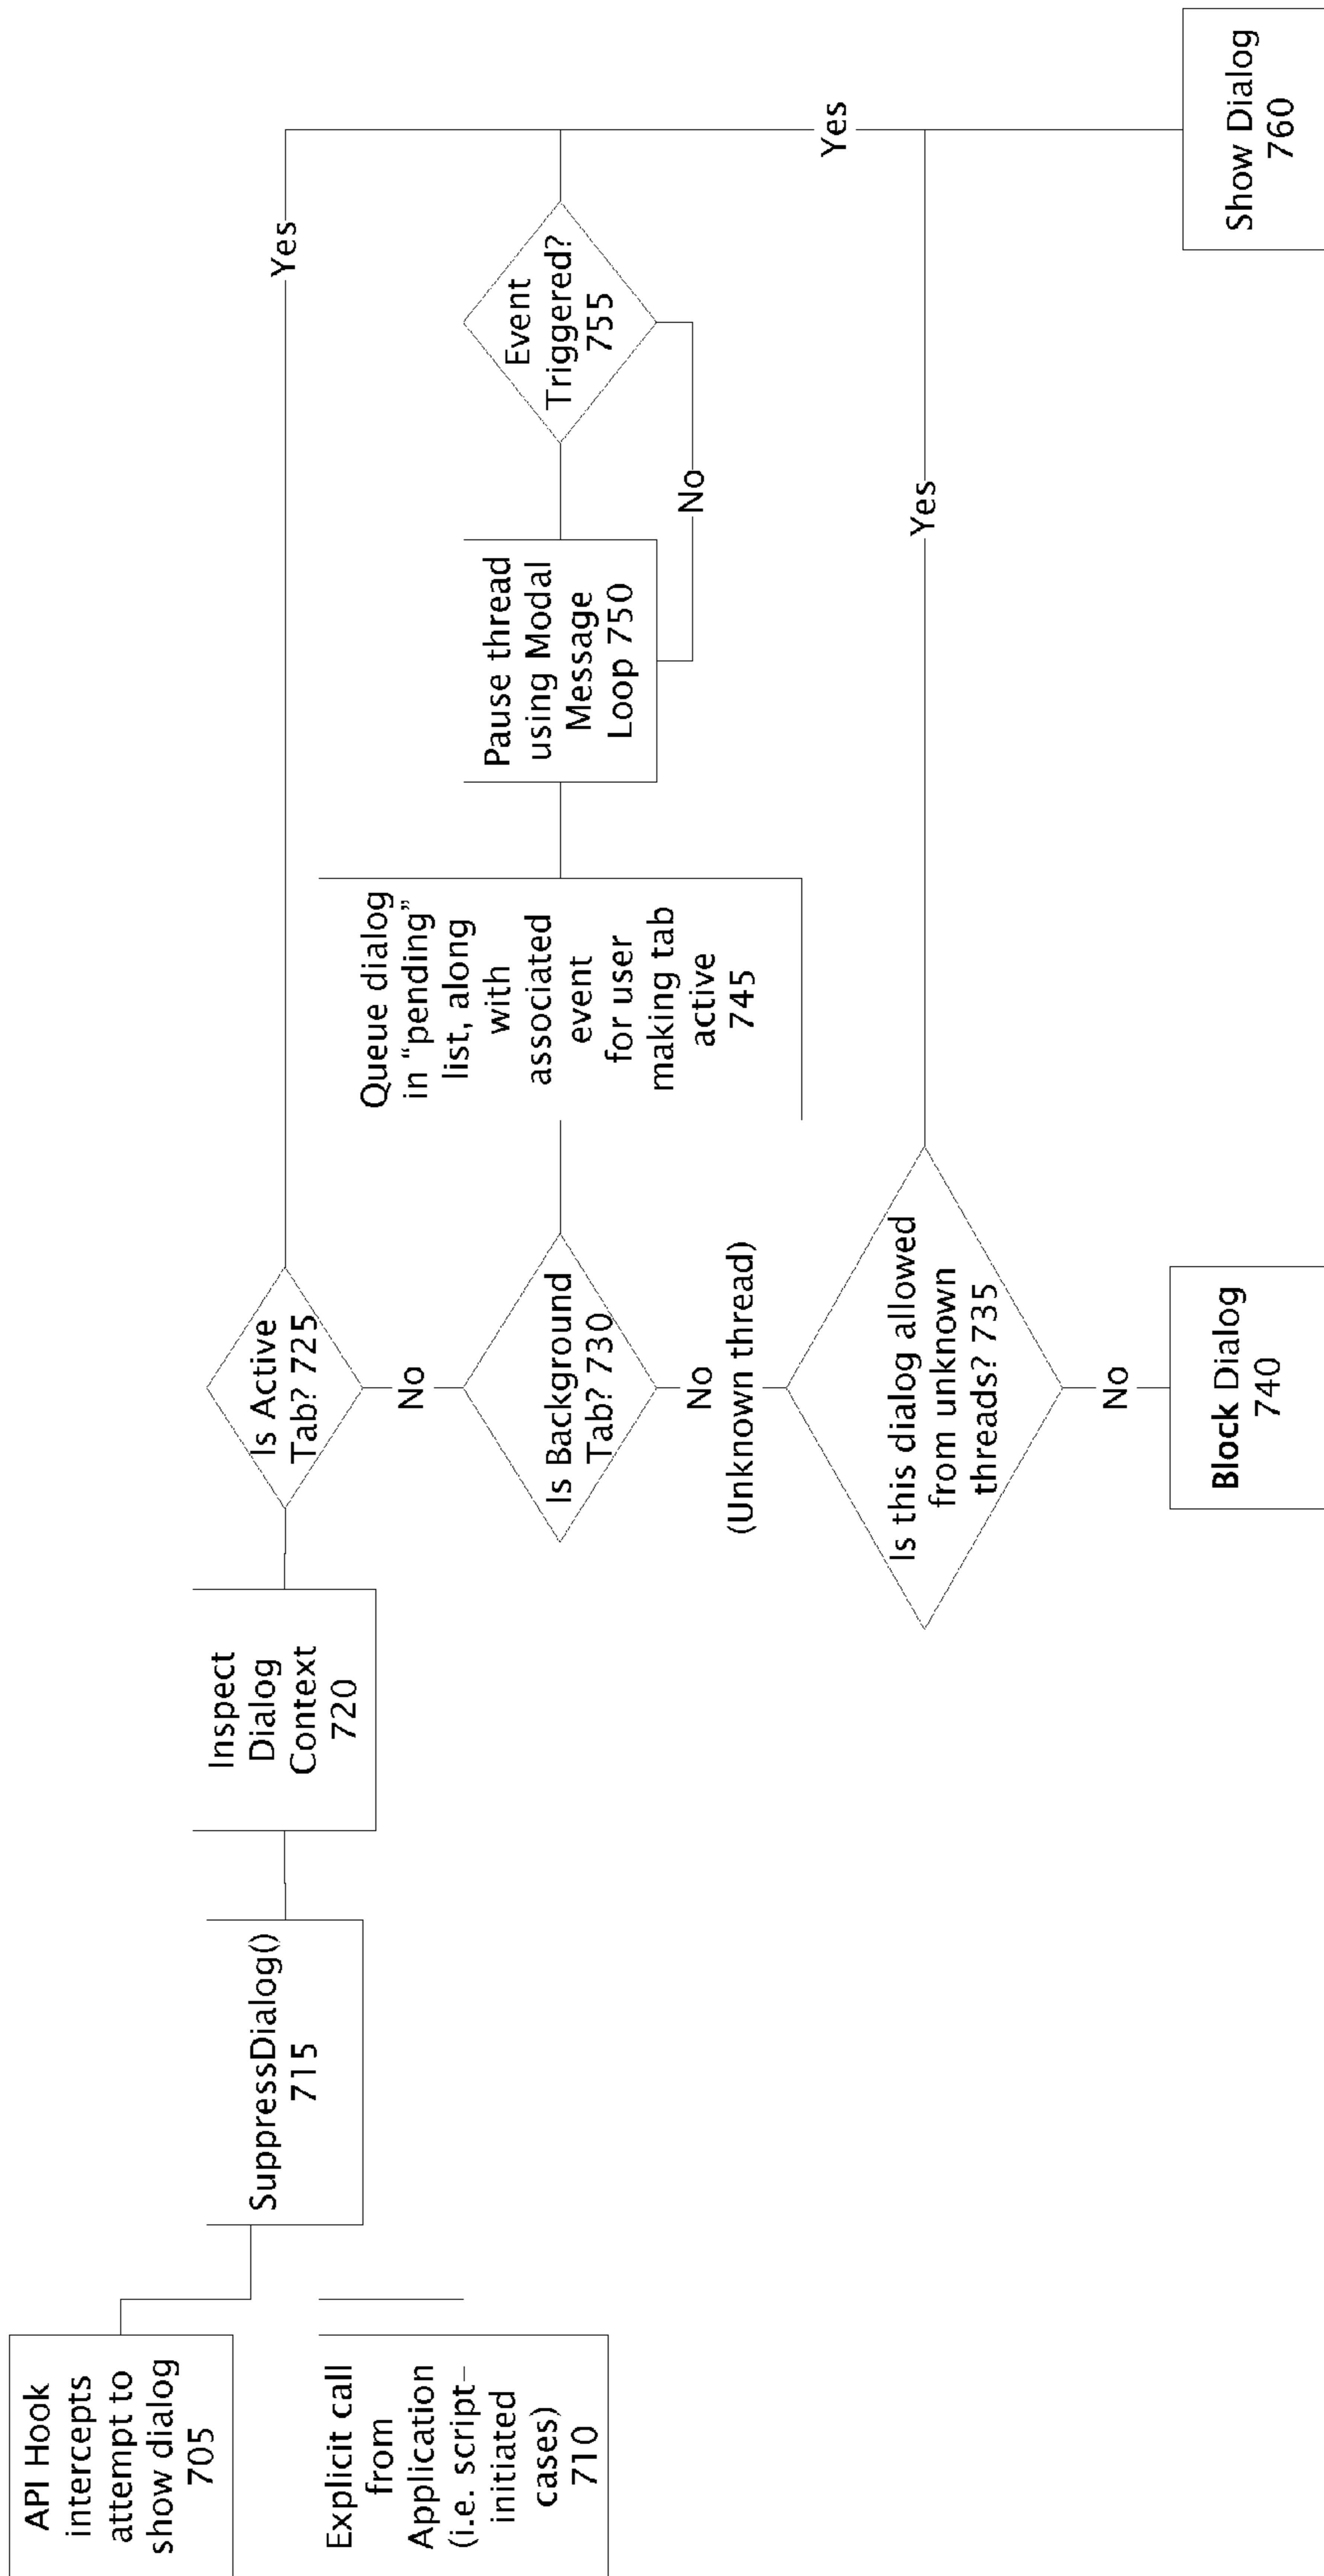 API Hook
intercepts
attempt to
show dialog
705
Explicit call
from
Application
(i.e. script-
initiated
cases)
710
SuppressDialog()
715
Inspect
Dialog
Context
720
Is Active
Tab? 725
Yes
No
Is Background
Tab? 730
No
(Unknown thread)
Is this dialog allowed
from unknown
threads? 735
Yes
No
Block Dialog
740
Queue dialog
in “pending”
list, along
with
associated
event
for user
making tab
active
745
Pause thread
using Modal
Message
Loop 750
No
Event
Triggered?
755
Yes
Show Dialog
760